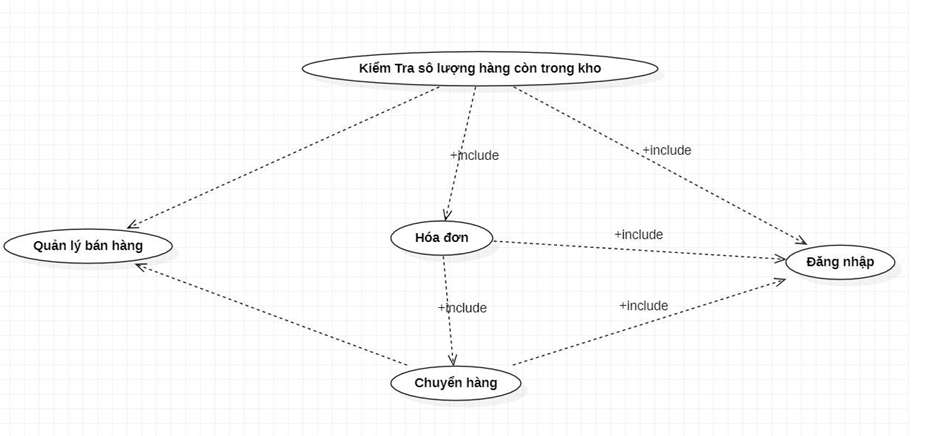 Kiểm Tra sô lượng hàng còn trong kho
+include
+include
Quản lý bán hàng
Hóa đơn
+include
Đăng nhập
+include
+include
Chuyển hàng